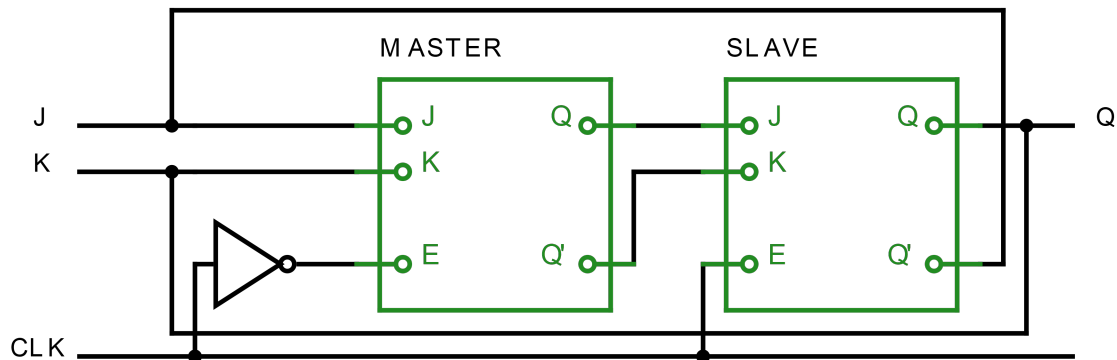 MASTER SLAVE
J J Q J Q Q
K K K
E Q' E Q'
CLK